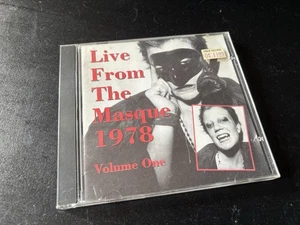 Live
From
The
Masque
1978
Volume One